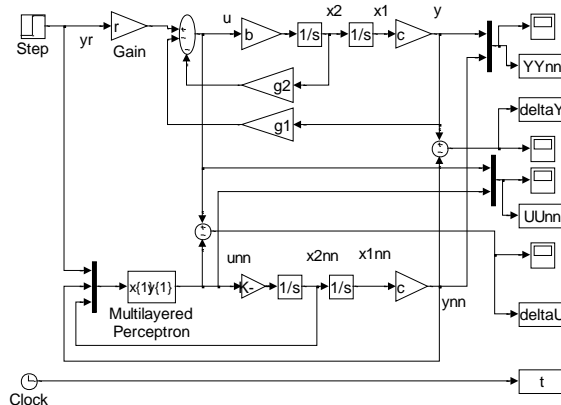 Step
yr
r
Gain
u
b
1/s
x2
1/s
x1
c
y
g2
g1
YYnn
deltaY
UUnn
unn
x{1}y{1}
Multilayered
Perceptron
K-
1/s
x2nn
1/s
x1nn
c
ynn
deltaU
Clock
t